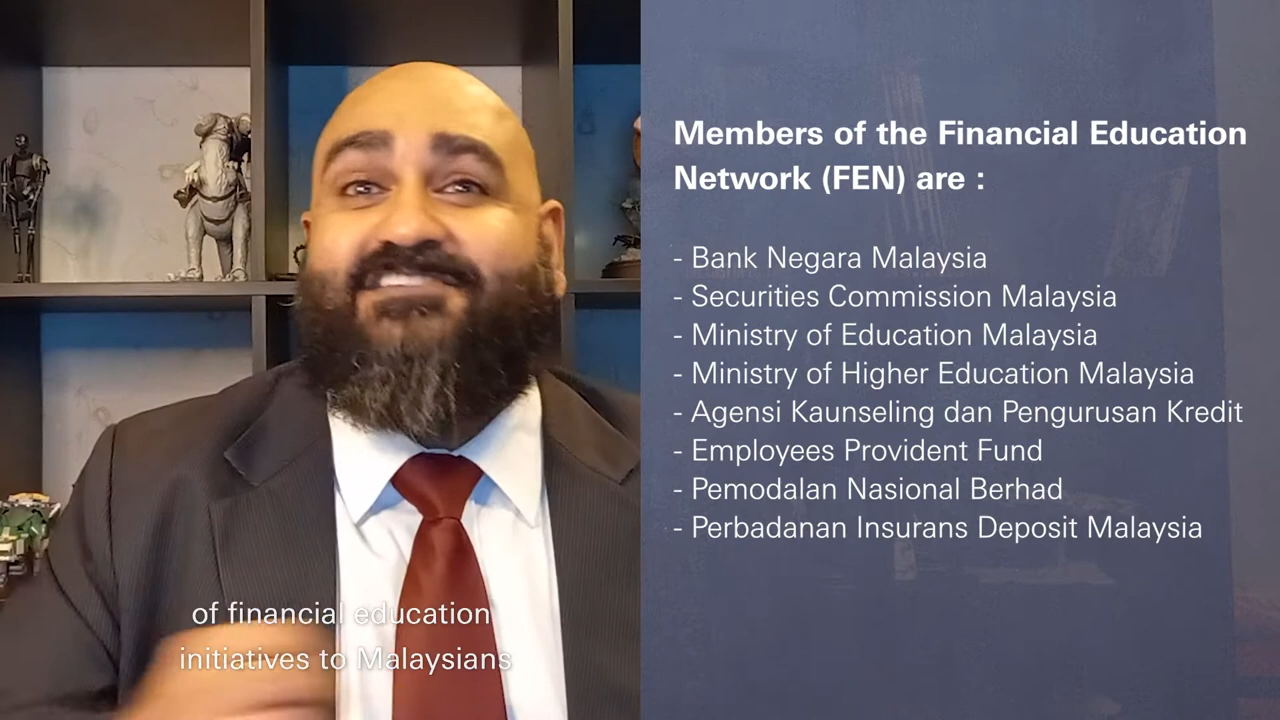 Members of the Financial Education
Network (FEN) are :
- Bank Negara Malaysia
- Securities Commission Malaysia
- Ministry of Education Malaysia
- Ministry of Higher Education Malaysia
- Agensi Kaunseling dan Pengurusan Kredit
- Employees Provident Fund
- Pemodalan Nasional Berhad
- Perbadanan Insurans Deposit Malaysia
of financial education
initiatives to Malaysians